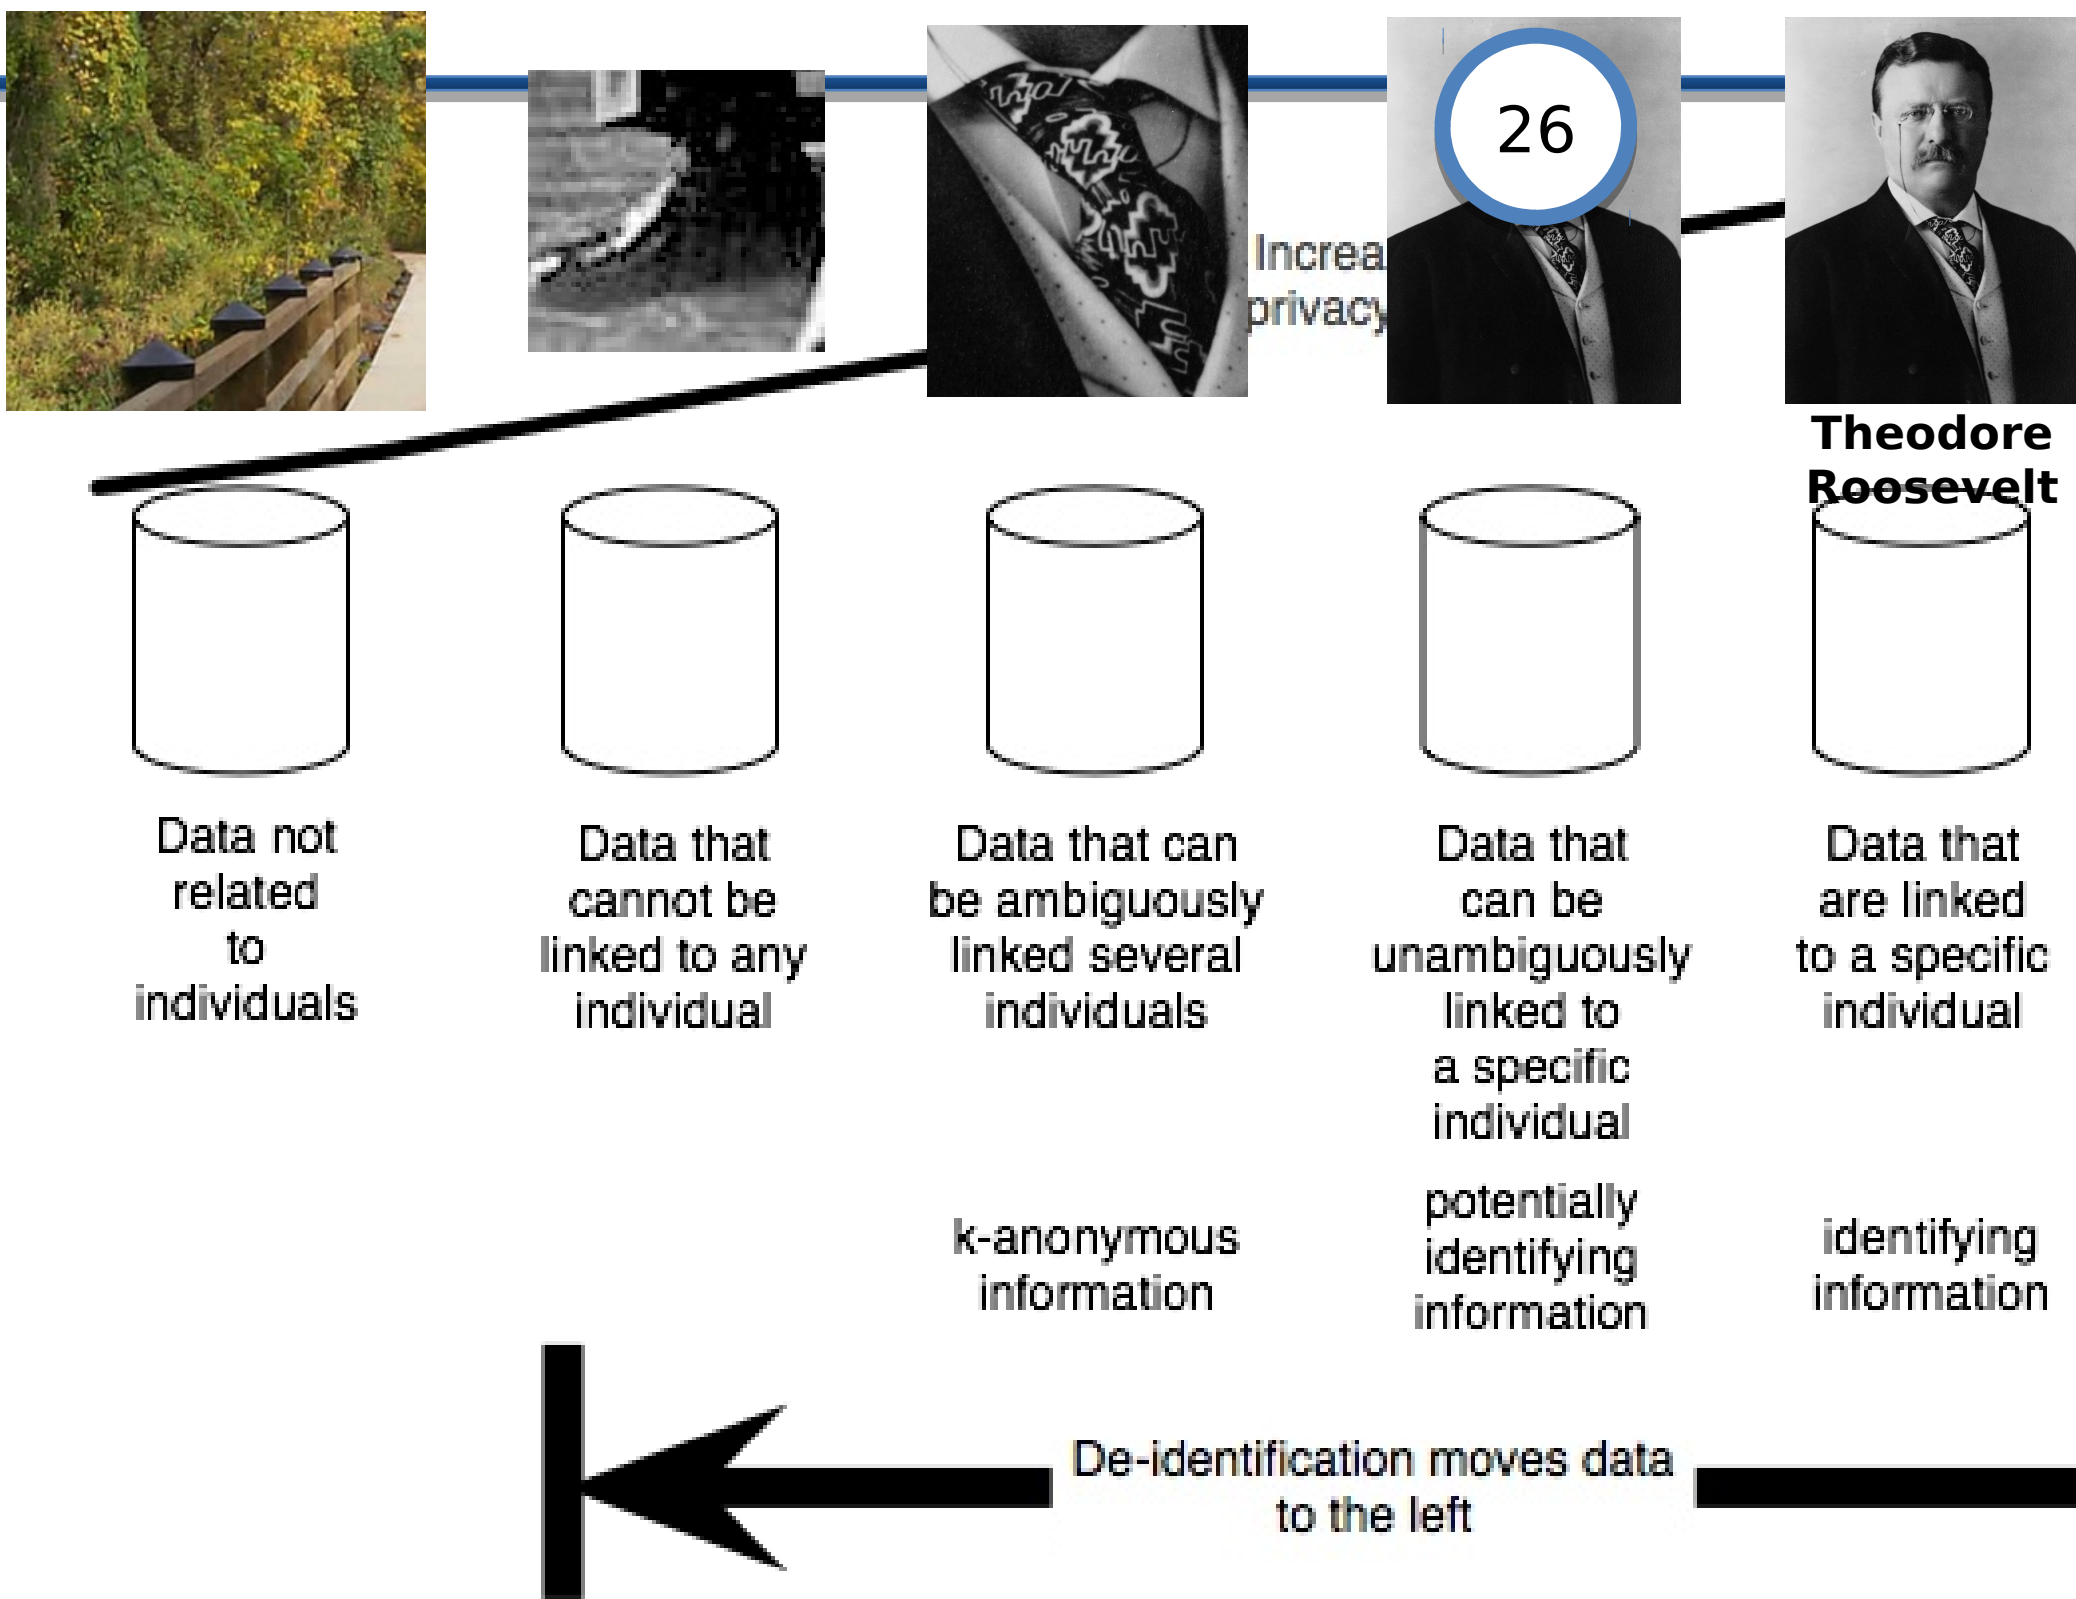 26
Increa
privacy
Theodore
Roosevelt
Data not
related
to
individuals
Data that
cannot be
linked to any
individual
Data that can
be ambiguously
linked several
individuals
Data that
can be
unambiguously
linked to
a specific
individual
Data that
are linked
to a specific
individual
k-anonymous
information
potentially
identifying
information
identifying
information
De-identification moves data
to the left